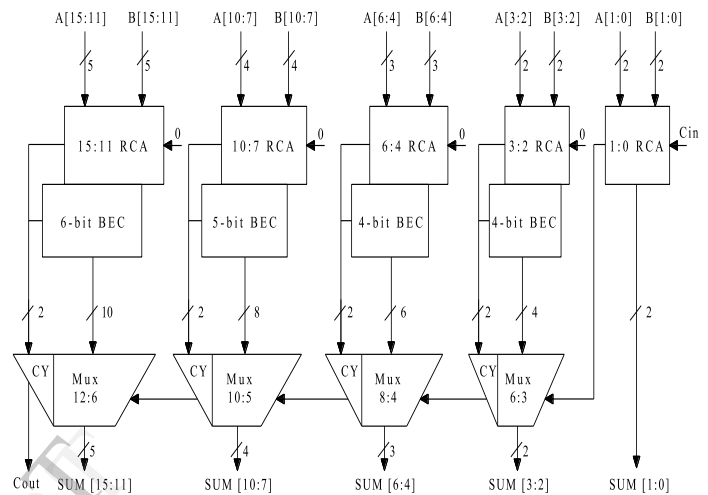 A[15:11] B[15:11] A[10:7] B[10:7] A[6:4] B[6:4] A[3:2] B[3:2] A[1:0] B[1:0]
5 5 4 4 3 3 2 2 2 2
0 0 0 0 Cin
15:11 RCA 10:7 RCA 6:4 RCA 3:2 RCA 1:0 RCA
6-bit BEC 5-bit BEC 4-bit BEC 4-bit BEC
2 10 2 8 2 6 2 4 2
CY Mux CY Mux CY Mux CY Mux
12:6 10:5 8:4 6:3
5 4 3 2
Cout SUM [15:11] SUM [10:7] SUM [6:4] SUM [3:2] SUM [1:0]